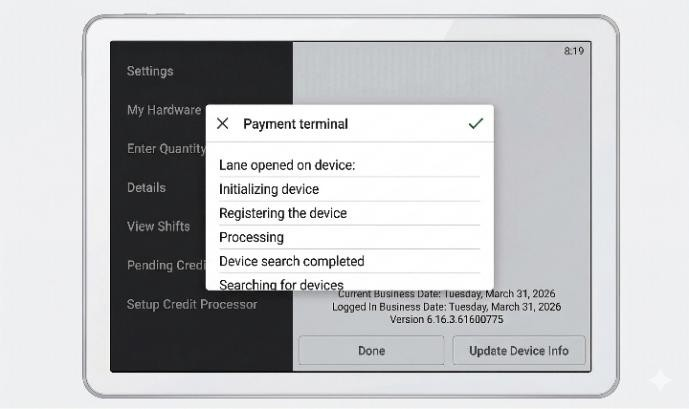 8:19
Settings
My Hardware
Enter Quantity
Details
View Shifts
Pending Credi
Setup Credit Processor
Payment terminal
Lane opened on device:
Initializing device
Registering the device
Processing
Device search completed
Searching for devices
Current Business Date: Tuesday, March 31, 2026
Logged In Business Date: Tuesday, March 31, 2026
Version 6.16.3.61600775
Done
Update Device Info